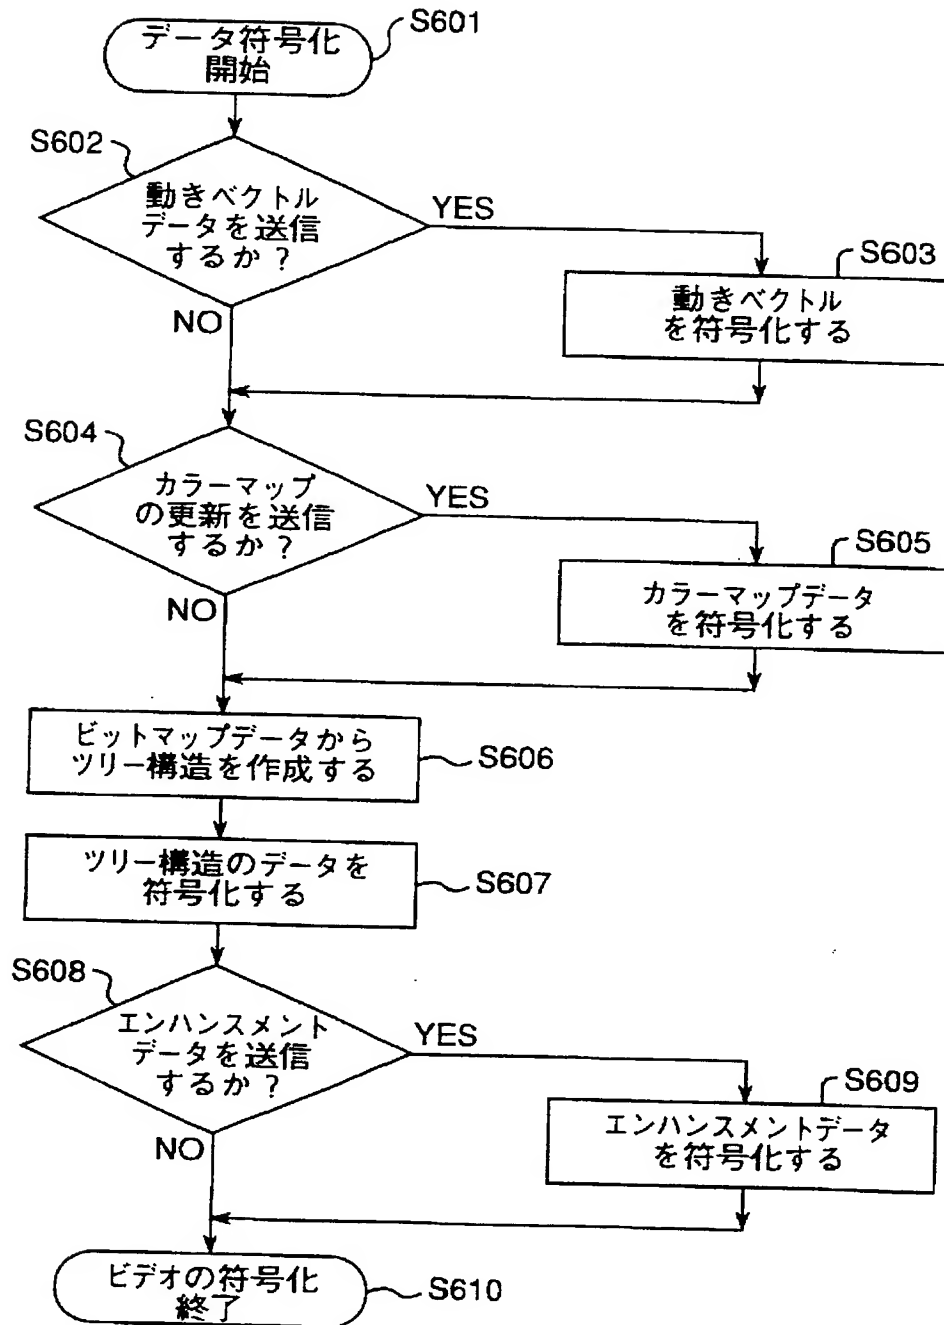 S601
データ符号化
開始
S602
動きベクトル
データを送信
するか?
YES
NO
S603
動きベクトル
を符号化する
S604
カラーマップ
の更新を送信
するか?
YES
NO
S605
カラーマップデータ
を符号化する
ビットマップデータから
ツリー構造を作成する
S606
ツリー構造のデータを
符号化する
S607
S608
エンハンスメント
データを送信
するか?
YES
NO
S609
エンハンスメントデータ
を符号化する
ビデオの符号化
終了
S610